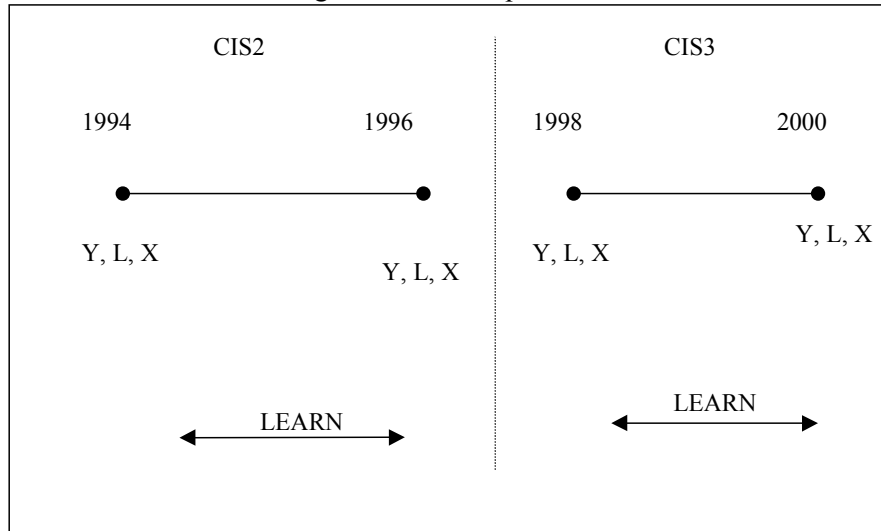 CIS2
CIS3
1994
1996
1998
2000
Y, L, X
Y, L, X
Y, L, X
Y, L, X
LEARN
LEARN